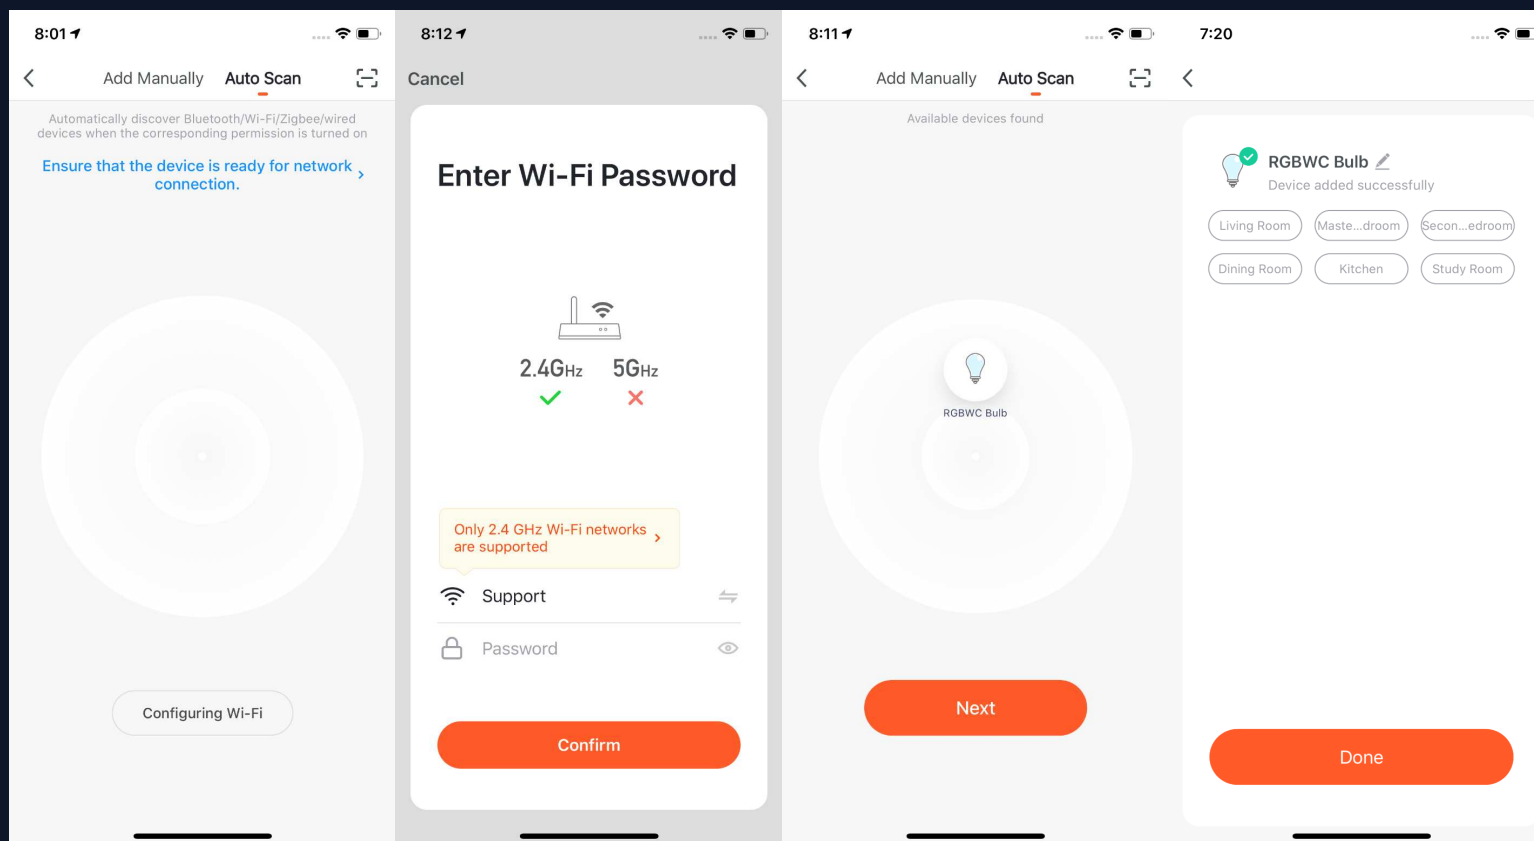 8:01
Add Manually Auto Scan
Automatically discover Bluetooth/Wi-Fi/Zigbee/wired
devices when the corresponding permission is turned on
Ensure that the device is ready for network
connection.
Configuring Wi-Fi
8:12
Cancel
Enter Wi-Fi Password
2.4GHz 5GHz
Only 2.4 GHz Wi-Fi networks
are supported
Support
Password
Confirm
8:11
Add Manually Auto Scan
Available devices found
RGBWC Bulb
Next
7:20
RGBWC Bulb
Device added successfully
Living Room Maste...droom Secon...edroom
Dining Room Kitchen Study Room
Done